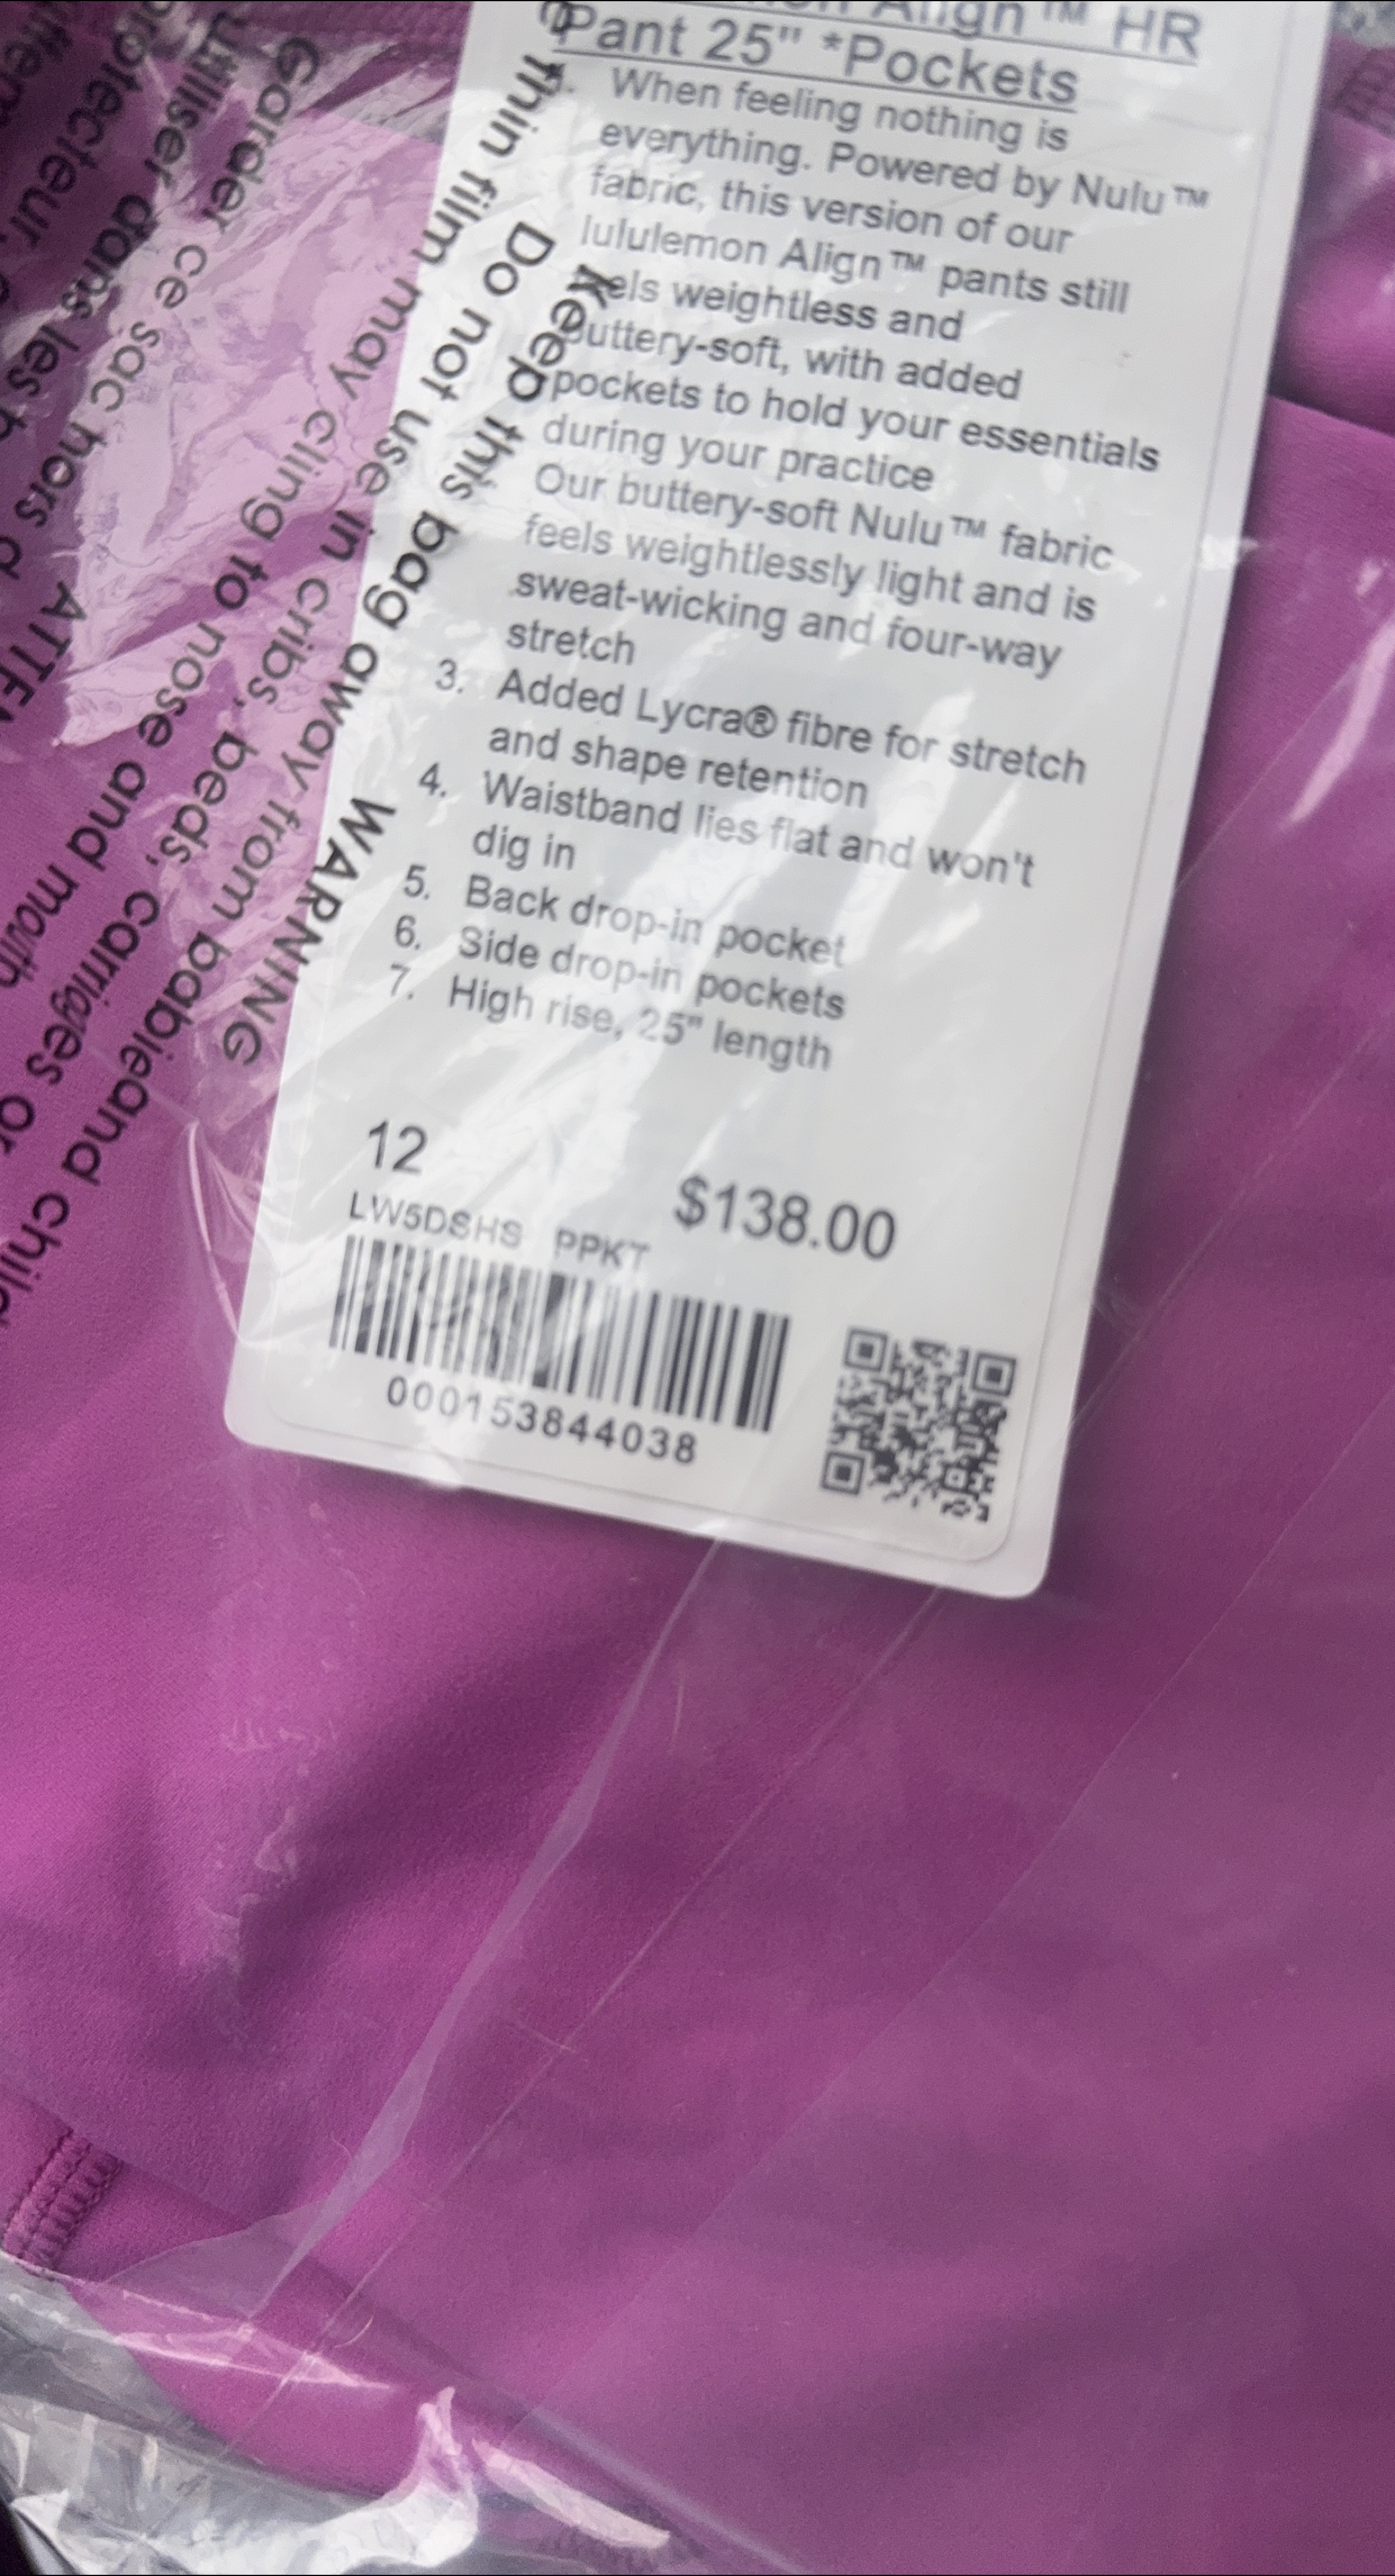 Align™ HR
Pant 25" *Pockets
When feeling nothing is
everything. Powered by Nulu™
fabric, this version of our
lululemon Align™ pants still
weightless and
buttery-soft, with added
pockets to hold your essentials
during your practice
Our buttery-soft Nulu™ fabric
feels weightlessly light and is
sweat-wicking and four-way
stretch
3. Added Lycra® fibre for stretch
and shape retention
4. Waistband lies flat and won't
dig in
5. Back drop-in pocket
6. Side drop-in pockets
7. High rise, 25" length
12
$138.00
LW5DSHS PPKT
000153844038
WARNING
Keep this bag away from babieand
Do not use in cribs, beds, carriges or
thin film may cling to nose and mouth
Garder ce sac hors d
utiliser dans les